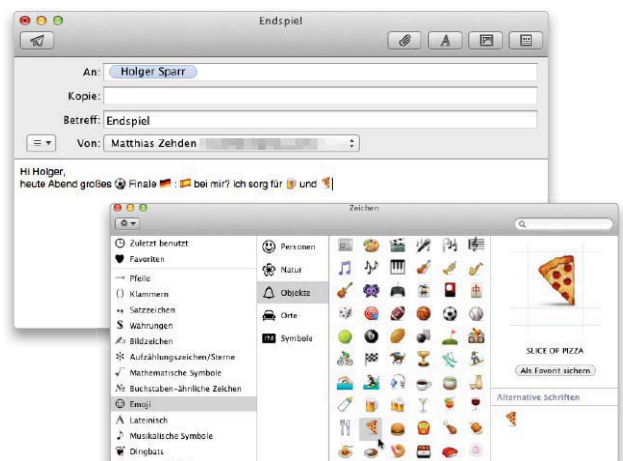 Endspiel
An: Holger Sparr
Kopie:
Betreff: Endspiel
Von: Matthias Zehden
Hi Holger,
heute Abend großes ⚽ Finale 🇩🇪 : 🇪🇸 bei mir? Ich sorg für 🍺 und 🍕
Zeichen
Zuletzt benutzt
Favoriten
Pfeile
Klammern
Satzzeichen
Währungen
Bildzeichen
Aufzählungszeichen/Sterne
Mathematische Symbole
Buchstaben-ähnliche Zeichen
Emoji
Lateinisch
Musikalische Symbole
Dingbats
Personen
Natur
Objekte
Orte
Symbole
SLICE OF PIZZA
Als Favorit sichern
Alternative Schriften